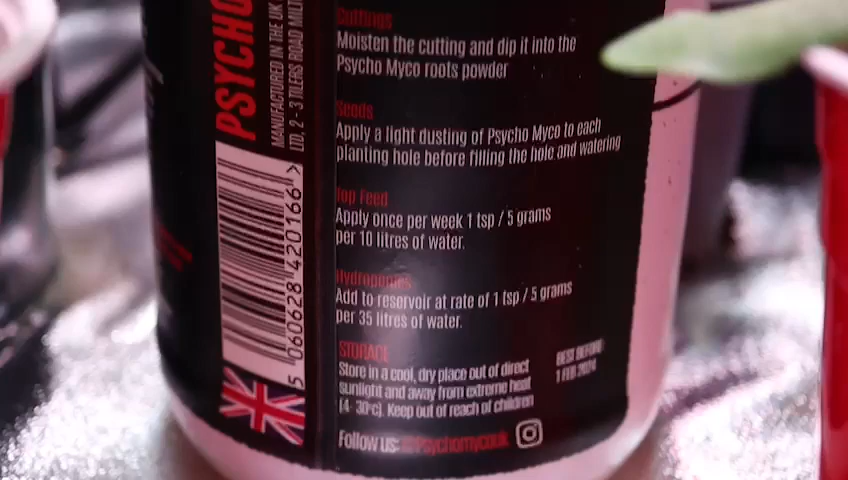 Cuttings
Moisten the cutting and dip it into the
Psycho Myco roots powder
Seeds
Apply a light dusting of Psycho Myco to each
planting hole before filling the hole and watering
Top Feed
Apply once per week 1 tsp / 5 grams
per 10 litres of water.
Hydroponics
Add to reservoir at rate of 1 tsp / 5 grams
per 35 litres of water.
STORAGE
Store in a cool, dry place out of direct
sunlight and away from extreme heat
(4- 30°c). Keep out of reach of children
BEST BEFORE
1 FEB 2024
Follow us: @Psychomycouk
PSYCHO
MANUFACTURED IN THE UK
LTD, 2 - 3 TILERS ROAD MILT
5 060628 420166 >